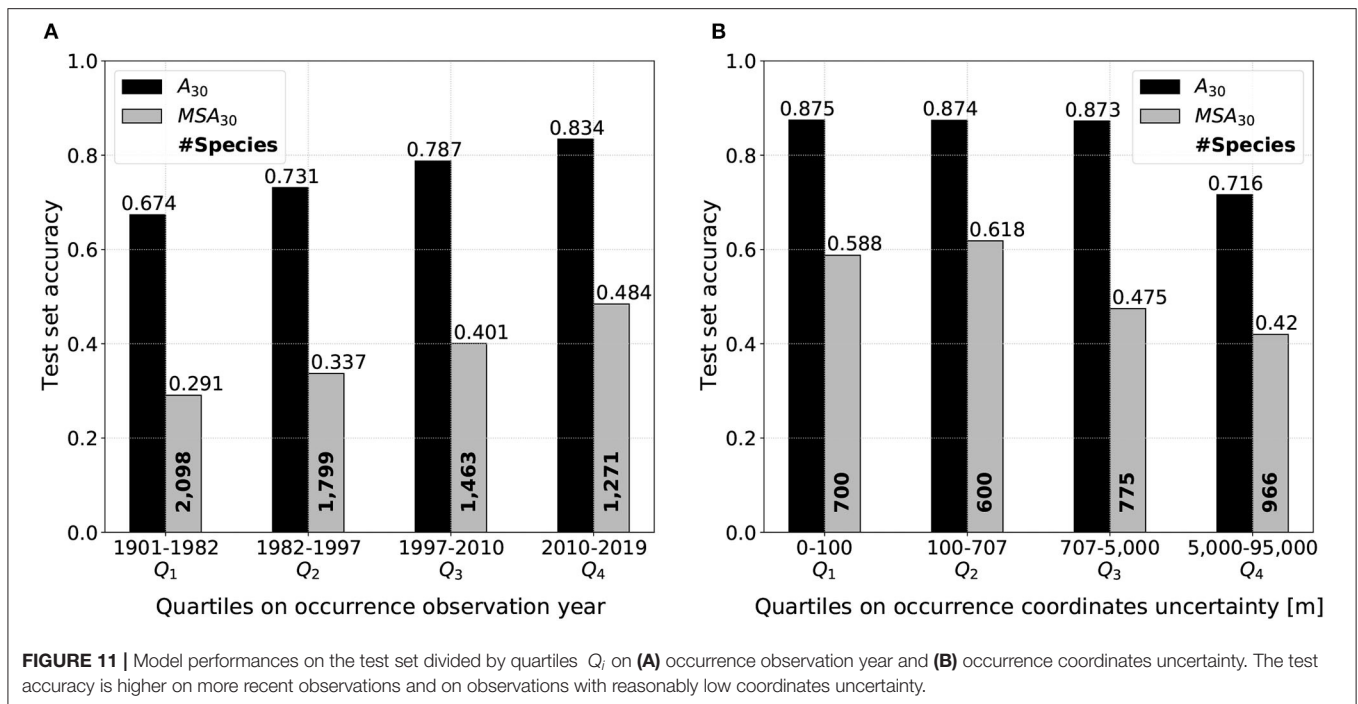 A
1.0
0.8
0.6
0.4
0.2
0.0
Test set accuracy
A30
MSA30
#Species
0.674
0.291
2,098
0.731
0.337
1,799
0.787
0.401
1,463
0.834
0.484
1,271
1901-1982 1982-1997 1997-2010 2010-2019
Q1 Q2 Q3 Q4
Quartiles on occurrence observation year
B
1.0
0.8
0.6
0.4
0.2
0.0
Test set accuracy
A30
MSA30
#Species
0.875
0.588
700
0.874
0.618
600
0.873
0.475
775
0.716
0.42
966
0-100 100-707 707-5,000 5,000-95,000
Q1 Q2 Q3 Q4
Quartiles on occurrence coordinates uncertainty [m]
FIGURE 11 | Model performances on the test set divided by quartiles Qi on (A) occurrence observation year and (B) occurrence coordinates uncertainty. The test
accuracy is higher on more recent observations and on observations with reasonably low coordinates uncertainty.